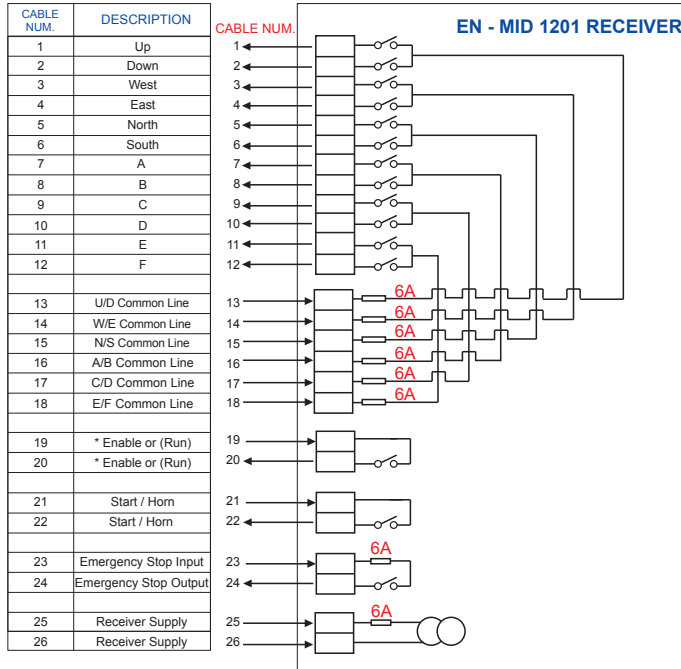 CABLE NUM.
DESCRIPTION
CABLE NUM.
EN - MID 1201 RECEIVER
1 Up 1
2 Down 2
3 West 3
4 East 4
5 North 5
6 South 6
7 A 7
8 B 8
9 C 9
10 D 10
11 E 11
12 F 12
13 U/D Common Line 13 6A
14 W/E Common Line 14 6A
15 N/S Common Line 15 6A
16 A/B Common Line 16 6A
17 C/D Common Line 17 6A
18 E/F Common Line 18 6A
19 * Enable or (Run) 19
20 * Enable or (Run) 20
21 Start / Horn 21
22 Start / Horn 22
23 Emergency Stop Input 23 6A
24 Emergency Stop Output 24
25 Receiver Supply 25 6A
26 Receiver Supply 26